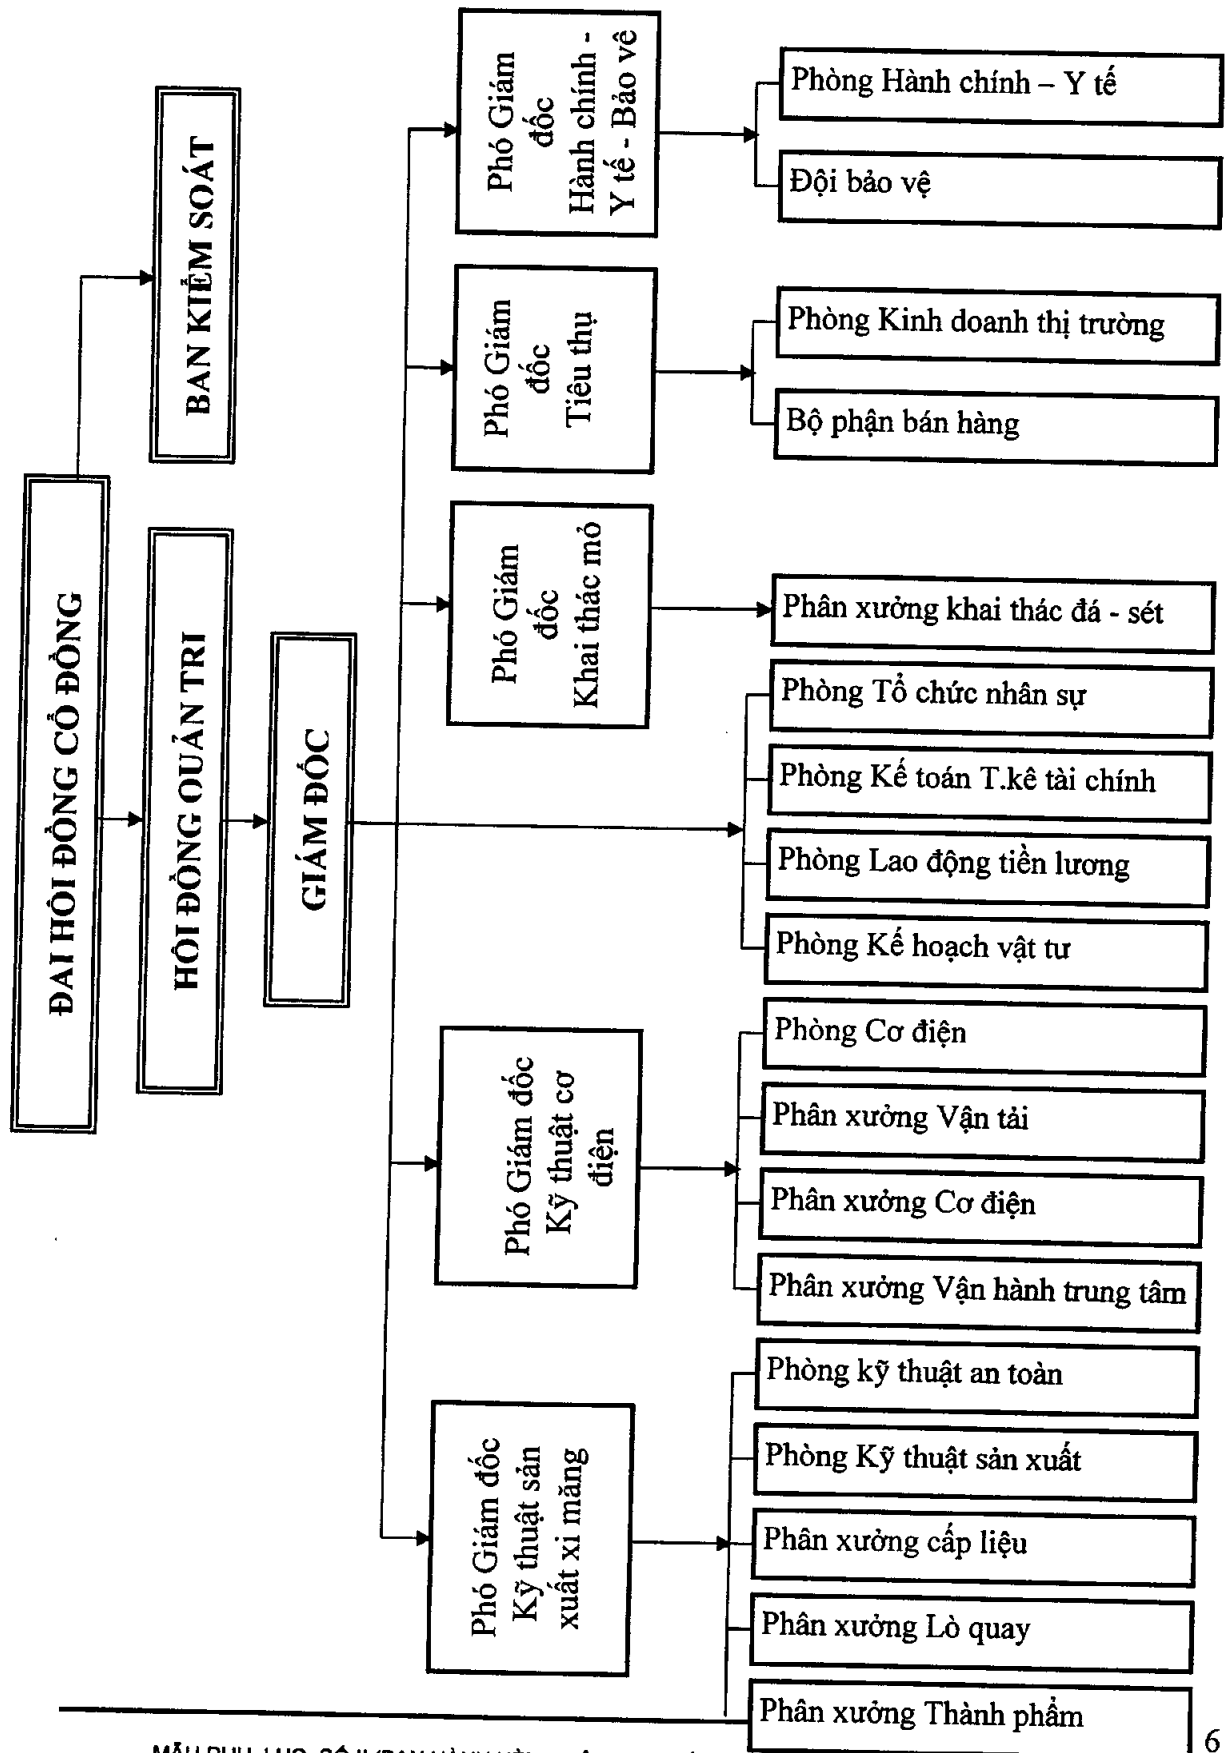 ĐẠI HỘI ĐỒNG CỔ ĐÔNG
BAN KIỂM SOÁT
HỘI ĐỒNG QUẢN TRỊ
GIÁM ĐỐC
Phó Giám đốc
Kỹ thuật sản
xuất xi măng
Phó Giám đốc
Kỹ thuật cơ
điện
Phó Giám
đốc
Khai thác mỏ
Phó Giám
đốc
Tiêu thụ
Phó Giám
đốc
Hành chính -
Y tế - Bảo vệ
Phòng Hành chính – Y tế
Đội bảo vệ
Phòng Kinh doanh thị trường
Bộ phận bán hàng
Phân xưởng khai thác đá - sét
Phòng Tổ chức nhân sự
Phòng Kế toán T.kê tài chính
Phòng Lao động tiền lương
Phòng Kế hoạch vật tư
Phòng Cơ điện
Phân xưởng Vận tải
Phân xưởng Cơ điện
Phân xưởng Vận hành trung tâm
Phòng kỹ thuật an toàn
Phòng Kỹ thuật sản xuất
Phân xưởng cấp liệu
Phân xưởng Lò quay
Phân xưởng Thành phẩm
6